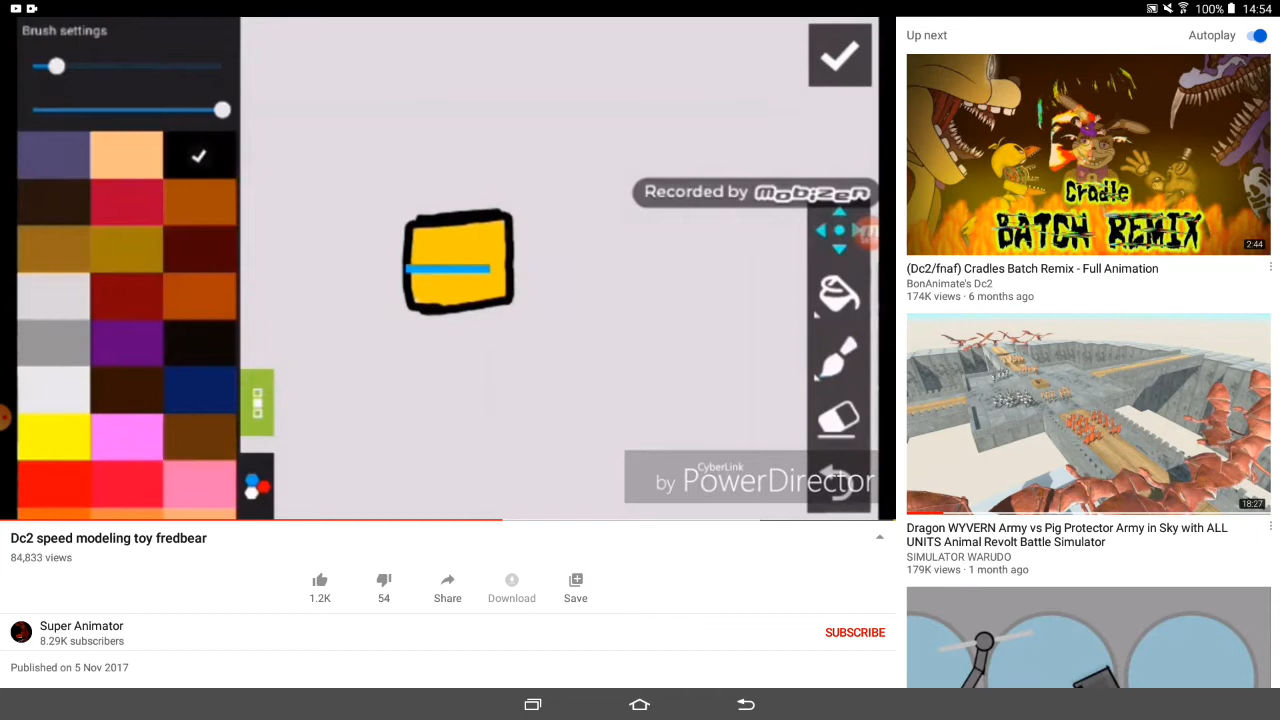 100% 14:54
Brush settings
Recorded by mobizen
CyberLink
by PowerDirector
Dc2 speed modeling toy fredbear
84,833 views
1.2K
54
Share
Download
Save
Super Animator
8.29K subscribers
SUBSCRIBE
Published on 5 Nov 2017
Up next
Autoplay
Cradle
BATCH REMIX
2:44
(Dc2/fnaf) Cradles Batch Remix - Full Animation
BonAnimate's Dc2
174K views · 6 months ago
18:27
Dragon WYVERN Army vs Pig Protector Army in Sky with ALL
UNITS Animal Revolt Battle Simulator
SIMULATOR WARUDO
179K views · 1 month ago